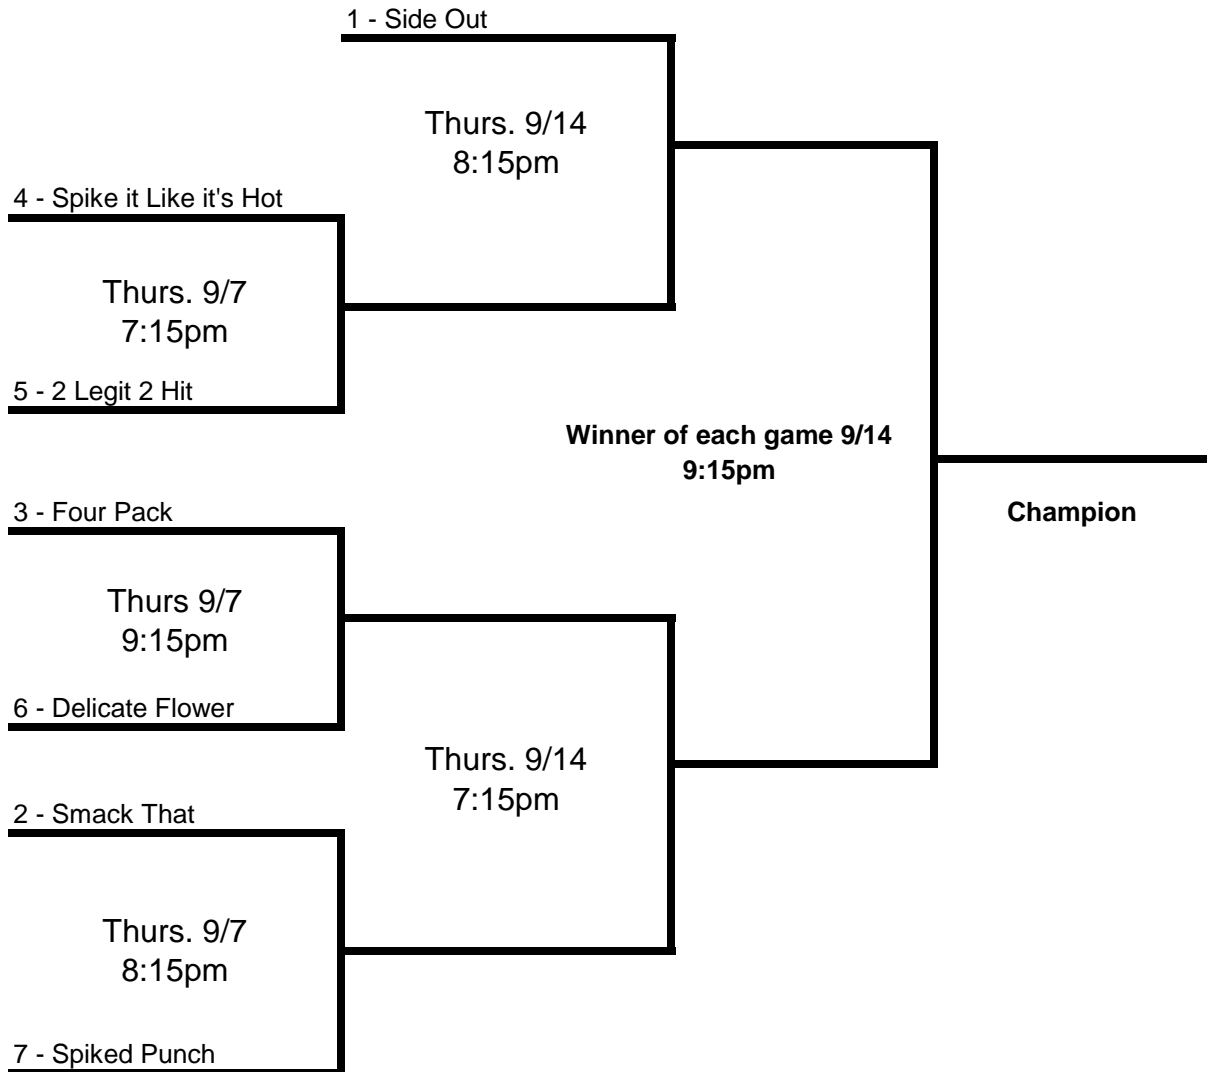 1 - Side Out
Thurs. 9/14
8:15pm
4 - Spike it Like it's Hot
Thurs. 9/7
7:15pm
5 - 2 Legit 2 Hit
Winner of each game 9/14
9:15pm
3 - Four Pack
Champion
Thurs 9/7
9:15pm
6 - Delicate Flower
Thurs. 9/14
7:15pm
2 - Smack That
Thurs. 9/7
8:15pm
7 - Spiked Punch